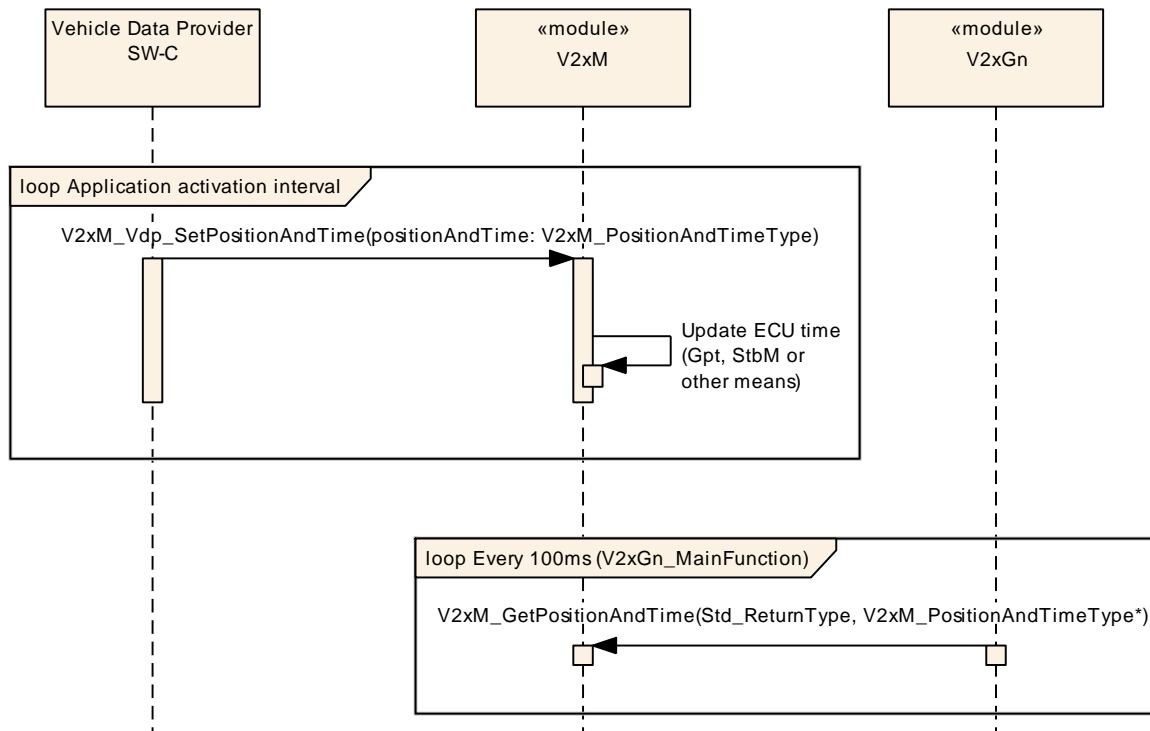 Vehicle Data Provider
SW-C
«module»
V2xM
«module»
V2xGn
loop Application activation interval
V2xM_Vdp_SetPositionAndTime(positionAndTime: V2xM_PositionAndTimeType)
Update ECU time
(Gpt, StbM or
other means)
loop Every 100ms (V2xGn_MainFunction)
V2xM_GetPositionAndTime(Std_ReturnType, V2xM_PositionAndTimeType*)